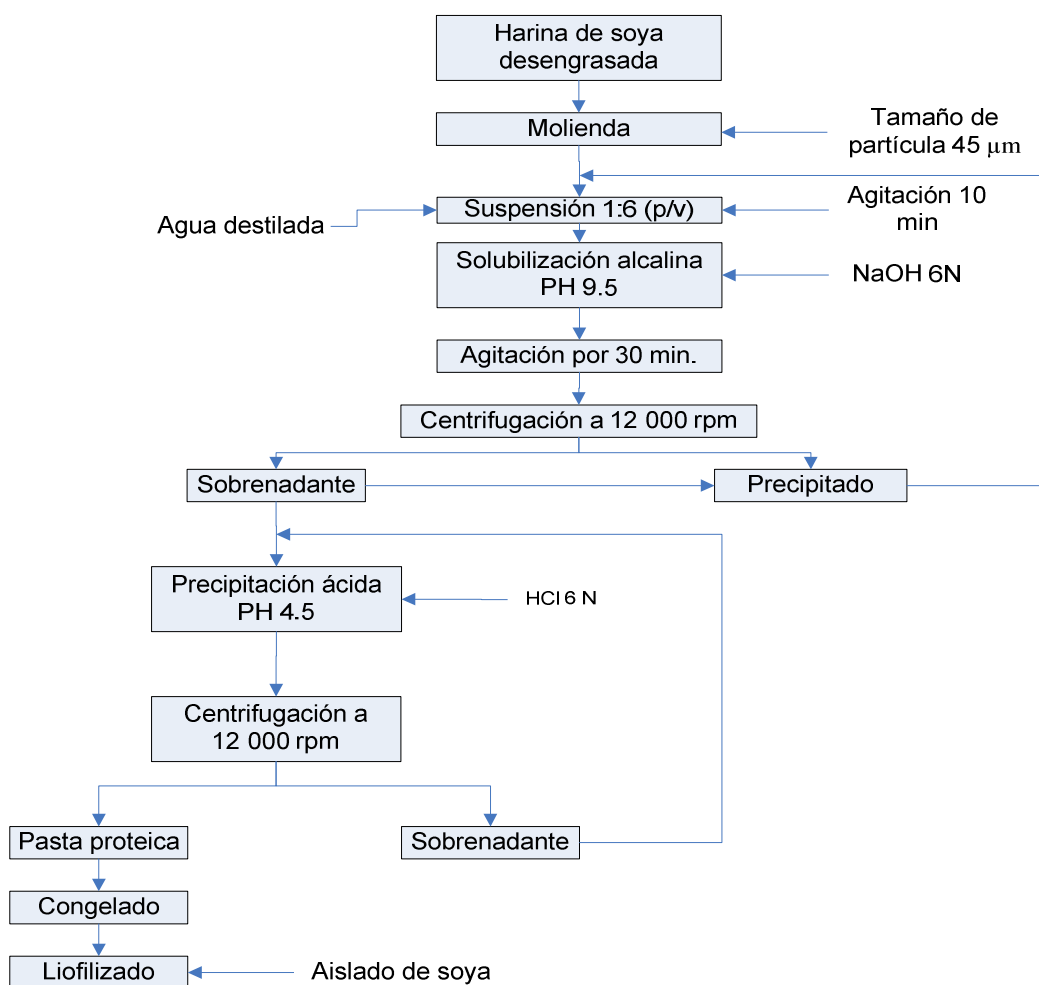 Harina de soya
desengrasada
Molienda
Tamaño de
partícula 45 μm
Suspensión 1:6 (p/v)
Agitación 10
min
Agua destilada
Solubilización alcalina
PH 9.5
NaOH 6N
Agitación por 30 min.
Centrifugación a 12 000 rpm
Sobrenadante
Precipitado
Precipitación ácida
PH 4.5
HCl 6 N
Centrifugación a
12 000 rpm
Pasta proteica
Sobrenadante
Congelado
Liofilizado
Aislado de soya